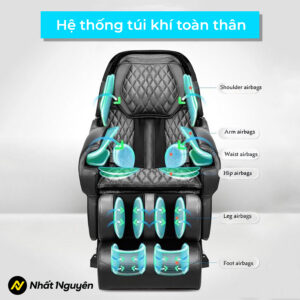 Hệ thống túi khí toàn thân
Shoulder airbags
Arm airbags
Waist airbags
Hip airbags
Leg airbags
Foot airbags
Nhất Nguyên